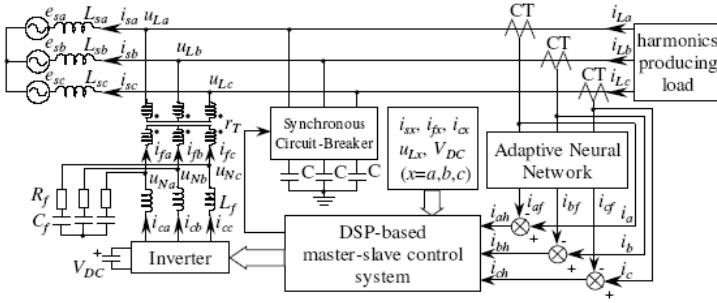 e_sa L_sa i_sa u_La CT i_La
e_sb L_sb i_sb u_Lb CT i_Lb
e_sc L_sc i_sc u_Lc CT i_Lc
harmonics
producing
load
r_T
i_fa i_fb i_fc
Synchronous
Circuit-Breaker
C C C
i_sx, i_fx, i_cx
u_Lx, V_DC
(x=a,b,c)
Adaptive Neural
Network
R_f
C_f
u_Na u_Nb u_Nc
L_f
i_ca i_cb i_cc
V_DC +
Inverter
DSP-based
master-slave control
system
i_af i_bf i_cf
i_ah - + i_a
i_bh - + i_b
i_ch - + i_c